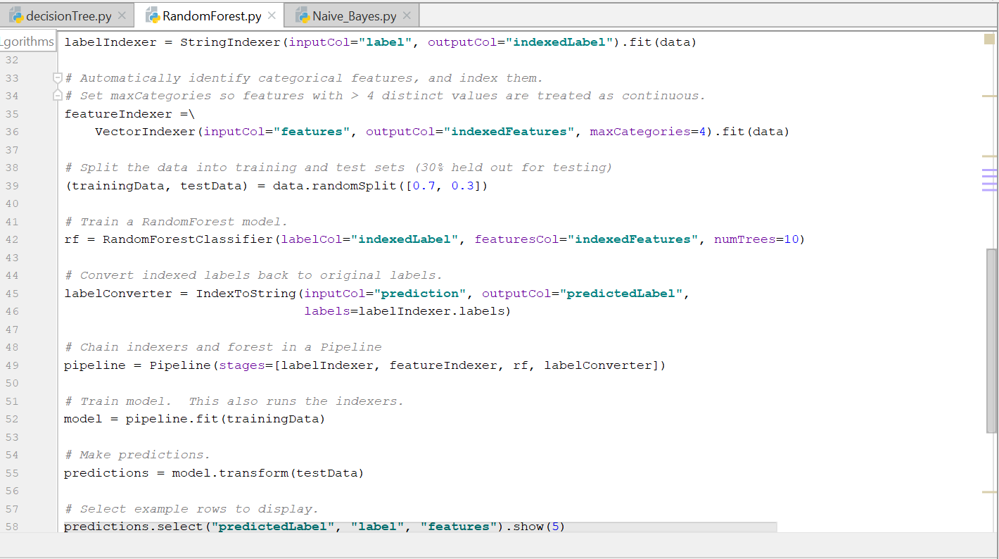 decisionTree.py RandomForest.py Naive_Bayes.py
lgorithms labelIndexer = StringIndexer(inputCol="label", outputCol="indexedLabel").fit(data)
32
33 # Automatically identify categorical features, and index them.
34 # Set maxCategories so features with > 4 distinct values are treated as continuous.
35 featureIndexer =\
36     VectorIndexer(inputCol="features", outputCol="indexedFeatures", maxCategories=4).fit(data)
37
38 # Split the data into training and test sets (30% held out for testing)
39 (trainingData, testData) = data.randomSplit([0.7, 0.3])
40
41 # Train a RandomForest model.
42 rf = RandomForestClassifier(labelCol="indexedLabel", featuresCol="indexedFeatures", numTrees=10)
43
44 # Convert indexed labels back to original labels.
45 labelConverter = IndexToString(inputCol="prediction", outputCol="predictedLabel",
46                                labels=labelIndexer.labels)
47
48 # Chain indexers and forest in a Pipeline
49 pipeline = Pipeline(stages=[labelIndexer, featureIndexer, rf, labelConverter])
50
51 # Train model.  This also runs the indexers.
52 model = pipeline.fit(trainingData)
53
54 # Make predictions.
55 predictions = model.transform(testData)
56
57 # Select example rows to display.
58 predictions.select("predictedLabel", "label", "features").show(5)